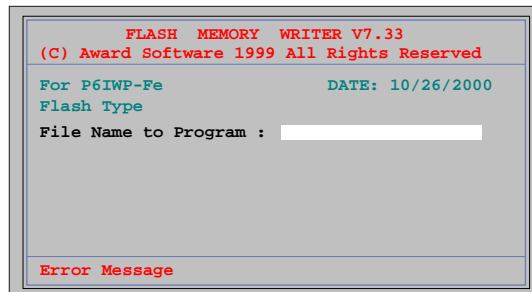 FLASH MEMORY WRITER V7.33
(C) Award Software 1999 All Rights Reserved
For P6IWP-Fe DATE: 10/26/2000
Flash Type
File Name to Program :
Error Message